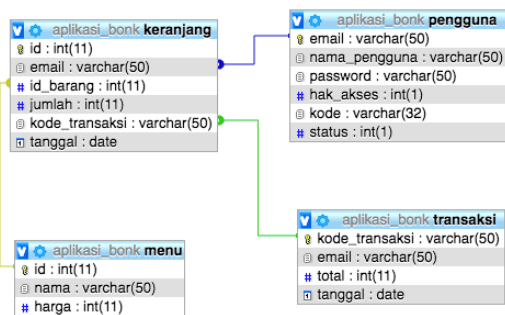 aplikasi_bonk keranjang
id : int(11)
email : varchar(50)
id_barang : int(11)
jumlah : int(11)
kode_transaksi : varchar(50)
tanggal : date
aplikasi_bonk pengguna
email : varchar(50)
nama_pengguna : varchar(50)
password : varchar(50)
hak_akses : int(1)
kode : varchar(32)
status : int(1)
aplikasi_bonk menu
id : int(11)
nama : varchar(50)
harga : int(11)
aplikasi_bonk transaksi
kode_transaksi : varchar(50)
email : varchar(50)
total : int(11)
tanggal : date